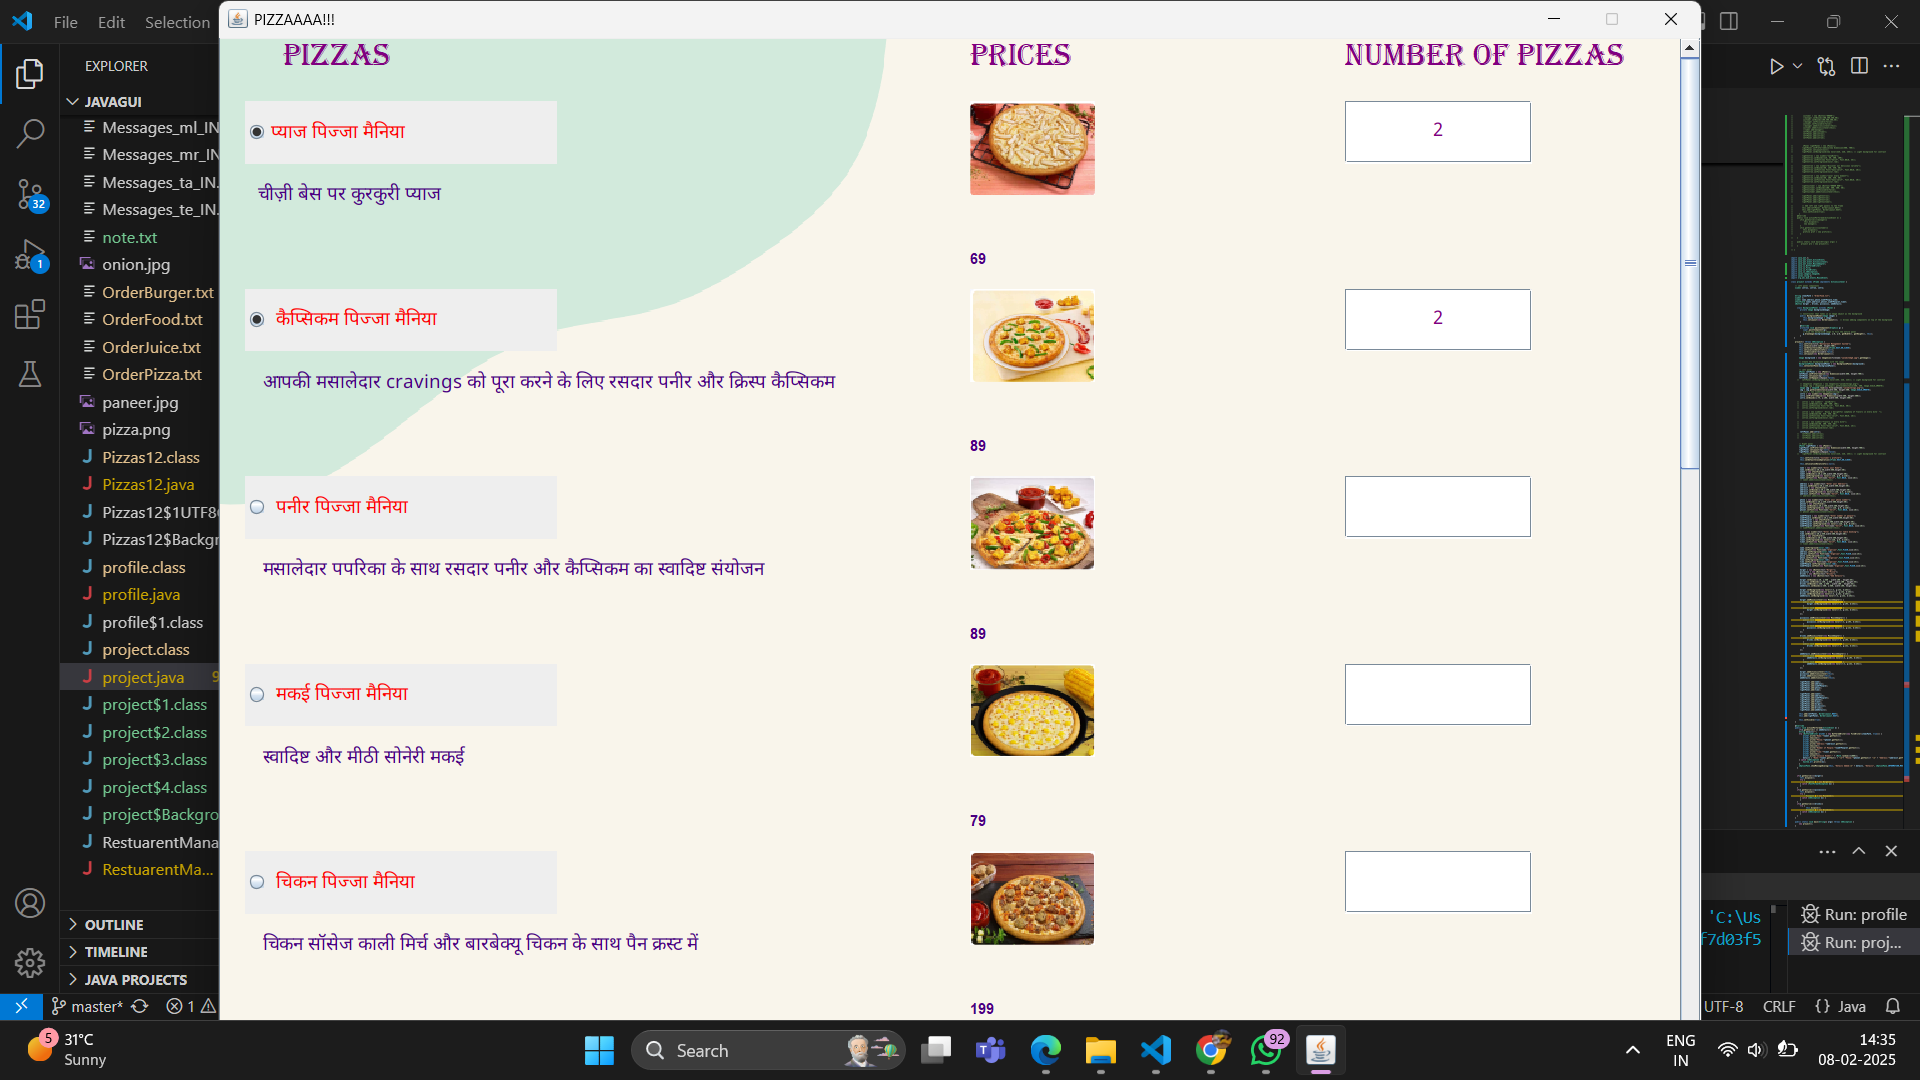 File Edit Selection
PIZZAAAA!!!
EXPLORER
JAVAGUI
Messages_ml_IN
Messages_mr_IN
Messages_ta_IN.
Messages_te_IN.
note.txt
onion.jpg
OrderBurger.txt
OrderFood.txt
OrderJuice.txt
OrderPizza.txt
paneer.jpg
pizza.png
Pizzas12.class
Pizzas12.java
Pizzas12$1UTF8
Pizzas12$Backgr
profile.class
profile.java
profile$1.class
project.class
project.java 9
project$1.class
project$2.class
project$3.class
project$4.class
project$Backgro
RestuarentMana
RestuarentMa...
OUTLINE
TIMELINE
JAVA PROJECTS
32
1
PIZZAS PRICES NUMBER OF PIZZAS
प्याज पिज्जा मैनिया 2
चीज़ी बेस पर कुरकुरी प्याज
69
कैप्सिकम पिज्जा मैनिया 2
आपकी मसालेदार cravings को पूरा करने के लिए रसदार पनीर और क्रिस्प कैप्सिकम
89
पनीर पिज्जा मैनिया
मसालेदार पपरिका के साथ रसदार पनीर और कैप्सिकम का स्वादिष्ट संयोजन
89
मकई पिज्जा मैनिया
स्वादिष्ट और मीठी सोनेरी मकई
79
चिकन पिज्जा मैनिया
चिकन सॉसेज काली मिर्च और बारबेक्यू चिकन के साथ पैन क्रस्ट में
199
'C:\Us
f7d03f5
Run: profile
Run: proj...
master* 1
UTF-8 CRLF {} Java
5
31°C
Sunny
Search
92
ENG
IN
14:35
08-02-2025